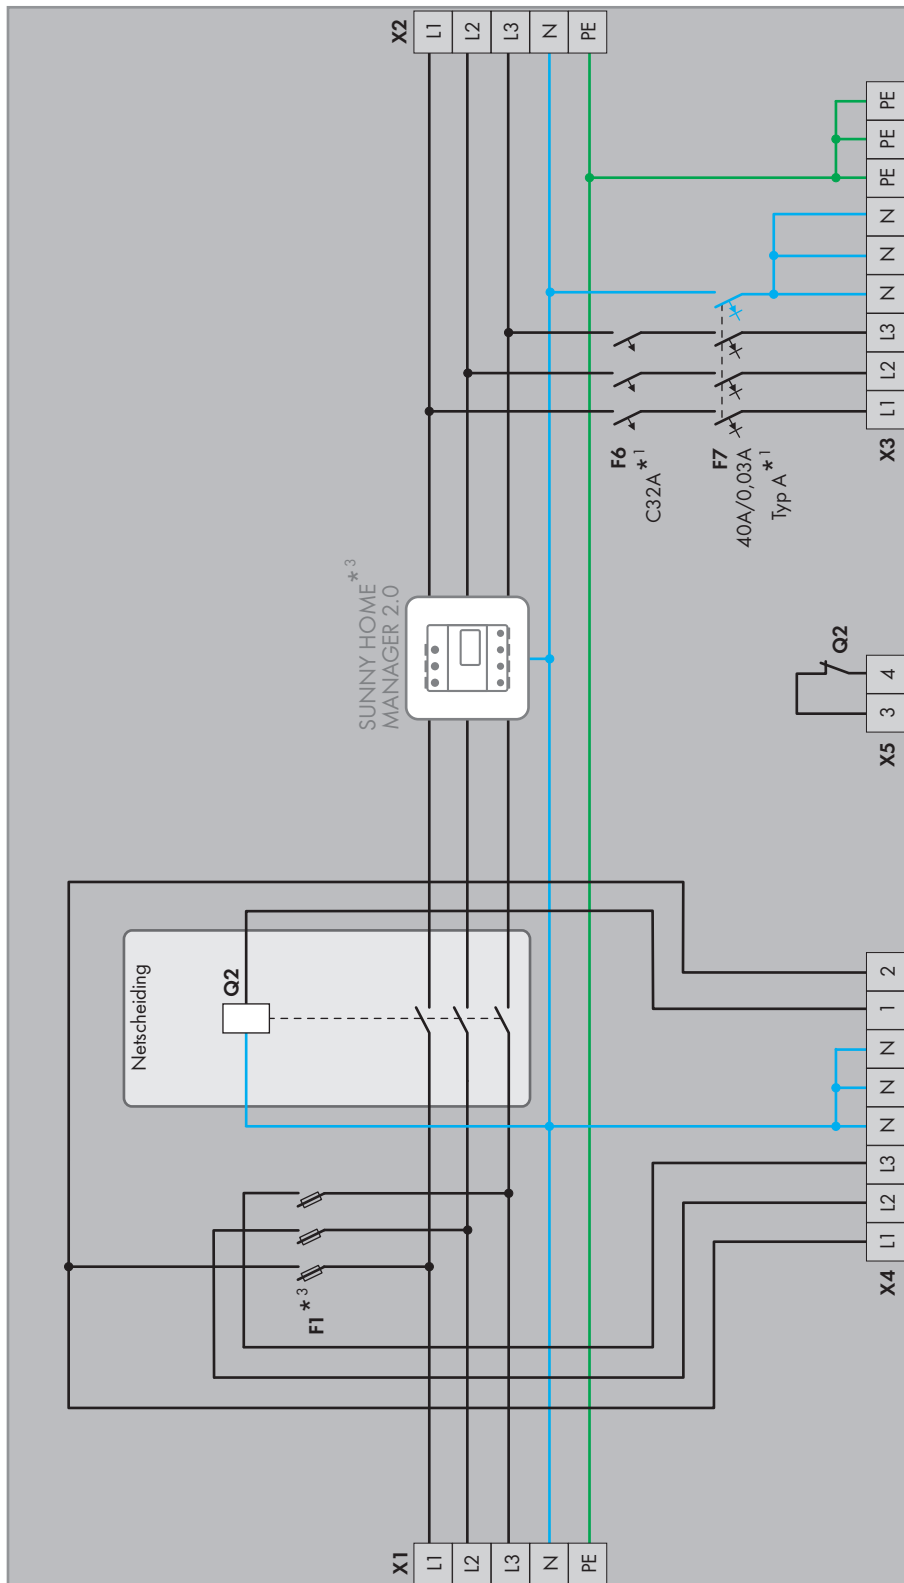 X2
L1
L2
L3
N
PE
PE
PE
PE
N
N
N
L3
L2
L1
X3
F6
*1
C32A
F7
40A/0,03A
*1
Typ A
SUNNY HOME
MANAGER 2.0
*3
Q2
4
3
X5
Netscheiding
Q2
2
1
N
N
N
L3
L2
L1
X4
F1 *3
X1
L1
L2
L3
N
PE